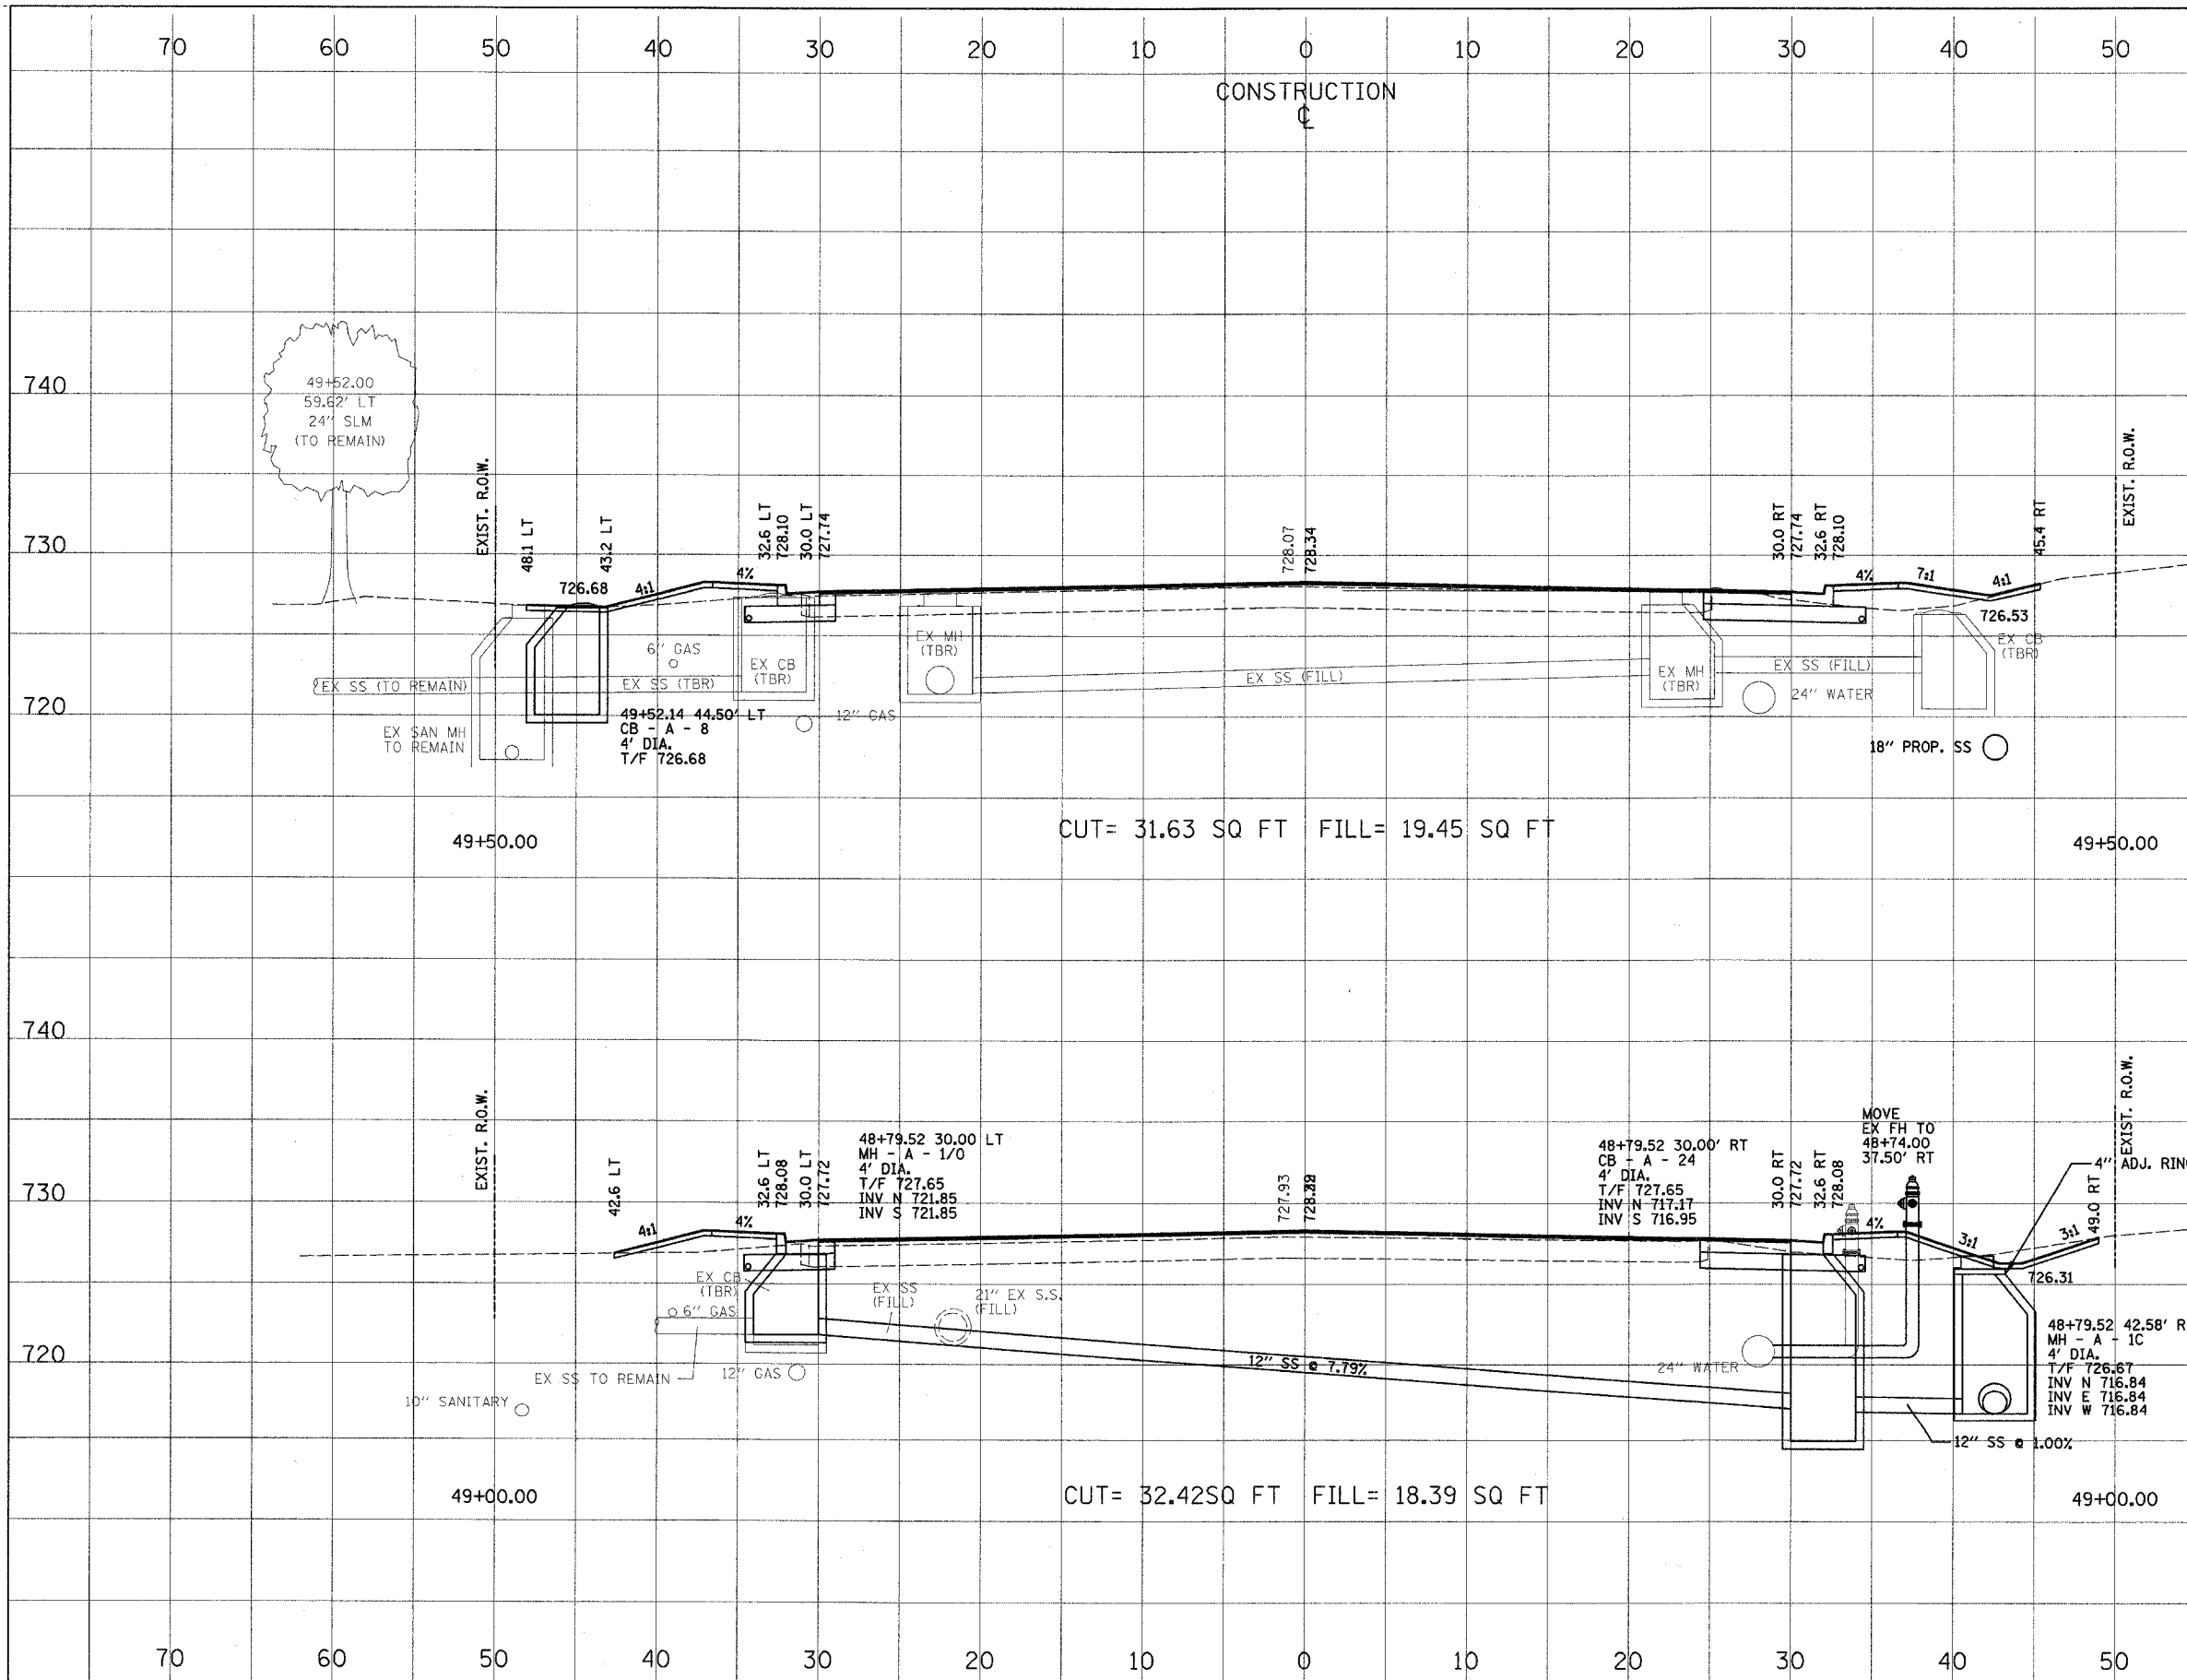 70 60 50 40 30 20 10 0 10 20 30 40 50
CONSTRUCTION
℄
740
49+52.00
59.62' LT
24" SLM
(TO REMAIN)
EXIST. R.O.W.
48.1 LT
43.2 LT
32.6 LT
728.10
30.0 LT
727.74
728.07
728.34
30.0 RT
727.74
32.6 RT
728.10
45.4 RT
EXIST. R.O.W.
730
726.68
4:1
4%
4%
7:1
4:1
726.53
6" GAS
EX CB
(TBR)
EX MH
(TBR)
EX SS (FILL)
EX MH
(TBR)
EX SS (FILL)
EX CB
(TBR)
EX SS (TO REMAIN)
EX SS (TBR)
24" WATER
720
EX SAN MH
TO REMAIN
49+52.14 44.50' LT
CB - A - 8
4' DIA.
T/F 726.68
12" GAS
18" PROP. SS
49+50.00
CUT= 31.63 SQ FT FILL= 19.45 SQ FT
49+50.00
740
EXIST. R.O.W.
42.6 LT
32.6 LT
728.08
30.0 LT
727.72
48+79.52 30.00 LT
MH - A - 1/0
4' DIA.
T/F 727.65
INV N 721.85
INV S 721.85
727.93
48+79.52 30.00' RT
CB - A - 24
4' DIA.
T/F 727.65
INV N 717.17
INV S 716.95
30.0 RT
727.72
32.6 RT
728.08
MOVE
EX FH TO
48+74.00
37.50' RT
4" ADJ. RIN
49.0 RT
EXIST. R.O.W.
730
4:1
4%
4%
3:1
3:1
726.31
EX CB
(TBR)
6" GAS
EX SS
(FILL)
21" EX S.S.
(FILL)
12" SS @ 7.79%
24" WATER
720
EX SS TO REMAIN
12" GAS
10" SANITARY
48+79.52 42.58' R
MH - A - 1C
4' DIA.
T/F 726.67
INV N 716.84
INV E 716.84
INV W 716.84
12" SS @ 1.00%
49+00.00
CUT= 32.42SQ FT FILL= 18.39 SQ FT
49+00.00
70 60 50 40 30 20 10 0 10 20 30 40 50